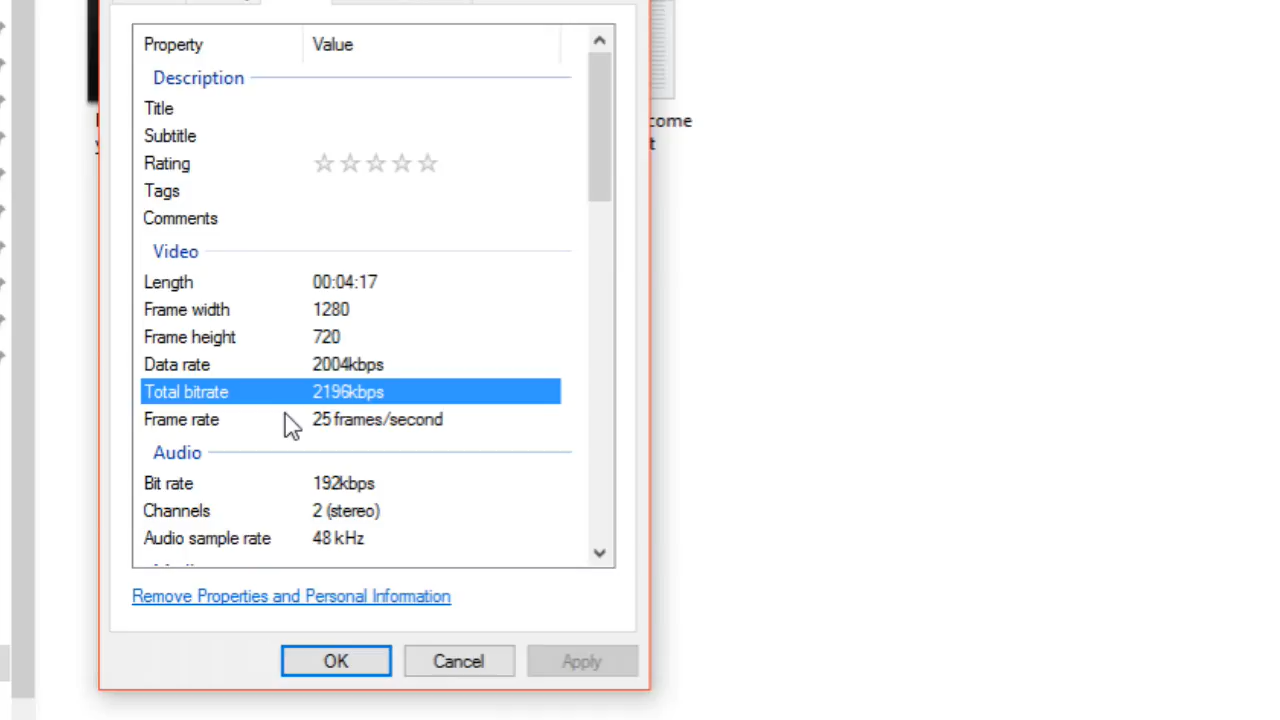 Property Value
Description
Title
Subtitle
Rating
Tags
Comments
Video
Length 00:04:17
Frame width 1280
Frame height 720
Data rate 2004kbps
Total bitrate 2196kbps
Frame rate 25 frames/second
Audio
Bit rate 192kbps
Channels 2 (stereo)
Audio sample rate 48 kHz
Remove Properties and Personal Information
OK Cancel Apply
come
t